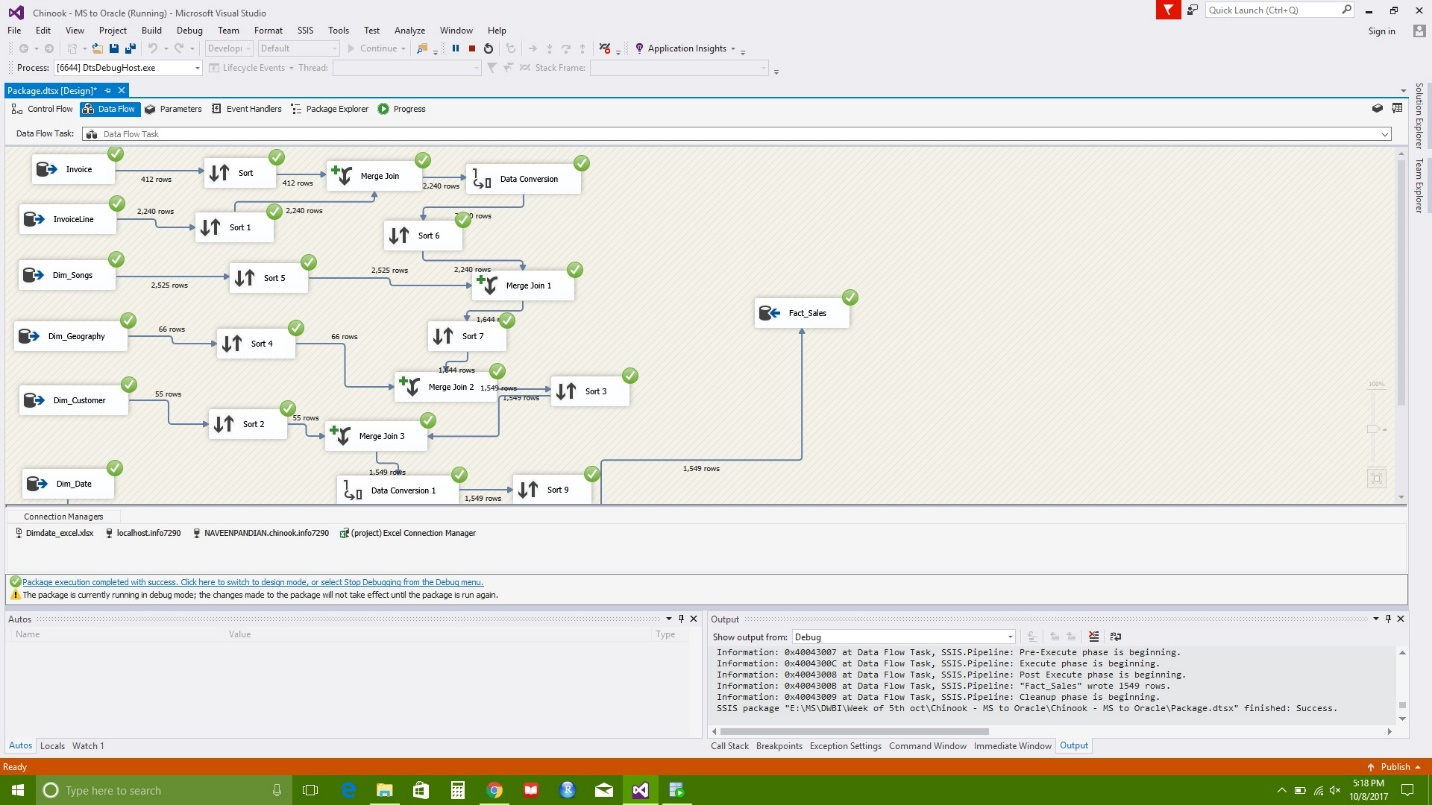 Chinook - MS to Oracle (Running) - Microsoft Visual Studio
Quick Launch (Ctrl+Q)
File Edit View Project Build Debug Team Format SSIS Tools Test Analyze Window Help
Sign in
Develop Default Continue Application Insights
Process: [6644] DtsDebugHost.exe Lifecycle Events Thread: Stack Frame:
Package.dtsx [Design]*
Control Flow Data Flow Parameters Event Handlers Package Explorer Progress
Data Flow Task: Data Flow Task
Solution Explorer
Team Explorer
Invoice
412 rows
Sort
412 rows
Merge Join
2,240 rows
Data Conversion
InvoiceLine
2,240 rows
Sort 1
2,240 rows
Sort 6
2,240 rows
Dim_Songs
2,525 rows
Sort 5
2,525 rows
Merge Join 1
Fact_Sales
Dim_Geography
66 rows
Sort 4
66 rows
Sort 7
1,644 rows
Merge Join 2
1,549 rows
1,549 rows
Sort 3
100%
Dim_Customer
55 rows
Sort 2
55 rows
Merge Join 3
1,549 rows
1,549 rows
Dim_Date
Data Conversion 1
1,549 rows
Sort 9
Connection Managers
Dimdate_excel.xlsx localhost.info7290 NAVEENPANDIAN.chinook.info7290 (project) Excel Connection Manager
Package execution completed with success. Click here to switch to design mode, or select Stop Debugging from the Debug menu.
The package is currently running in debug mode; the changes made to the package will not take effect until the package is run again.
Autos
Name Value Type
Output
Show output from: Debug
Information: 0x40043007 at Data Flow Task, SSIS.Pipeline: Pre-Execute phase is beginning.
Information: 0x4004300C at Data Flow Task, SSIS.Pipeline: Execute phase is beginning.
Information: 0x40043008 at Data Flow Task, SSIS.Pipeline: Post Execute phase is beginning.
Information: 0x4004300B at Data Flow Task, SSIS.Pipeline: "Fact_Sales" wrote 1549 rows.
Information: 0x40043009 at Data Flow Task, SSIS.Pipeline: Cleanup phase is beginning.
SSIS package "E:\MS\DWBI\Week of 5th oct\Chinook - MS to Oracle\Chinook - MS to Oracle\Package.dtsx" finished: Success.
Autos Locals Watch 1
Call Stack Breakpoints Exception Settings Command Window Immediate Window Output
Ready
Publish
Type here to search
5:18 PM
10/8/2017